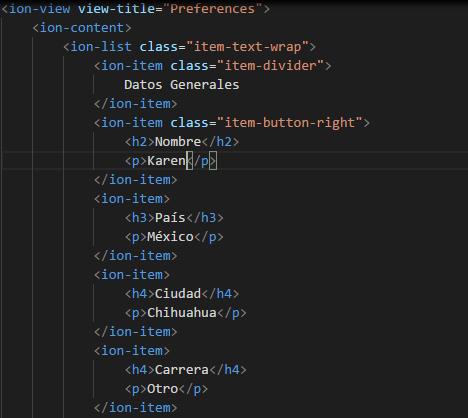 <ion-view view-title="Preferences">
<ion-content>
<ion-list class="item-text-wrap">
<ion-item class="item-divider">
Datos Generales
</ion-item>
<ion-item class="item-button-right">
<h2>Nombre</h2>
<p>Karen</p>
</ion-item>
<ion-item>
<h3>País</h3>
<p>México</p>
</ion-item>
<ion-item>
<h4>Ciudad</h4>
<p>Chihuahua</p>
</ion-item>
<ion-item>
<h4>Carrera</h4>
<p>Otro</p>
</ion-item>